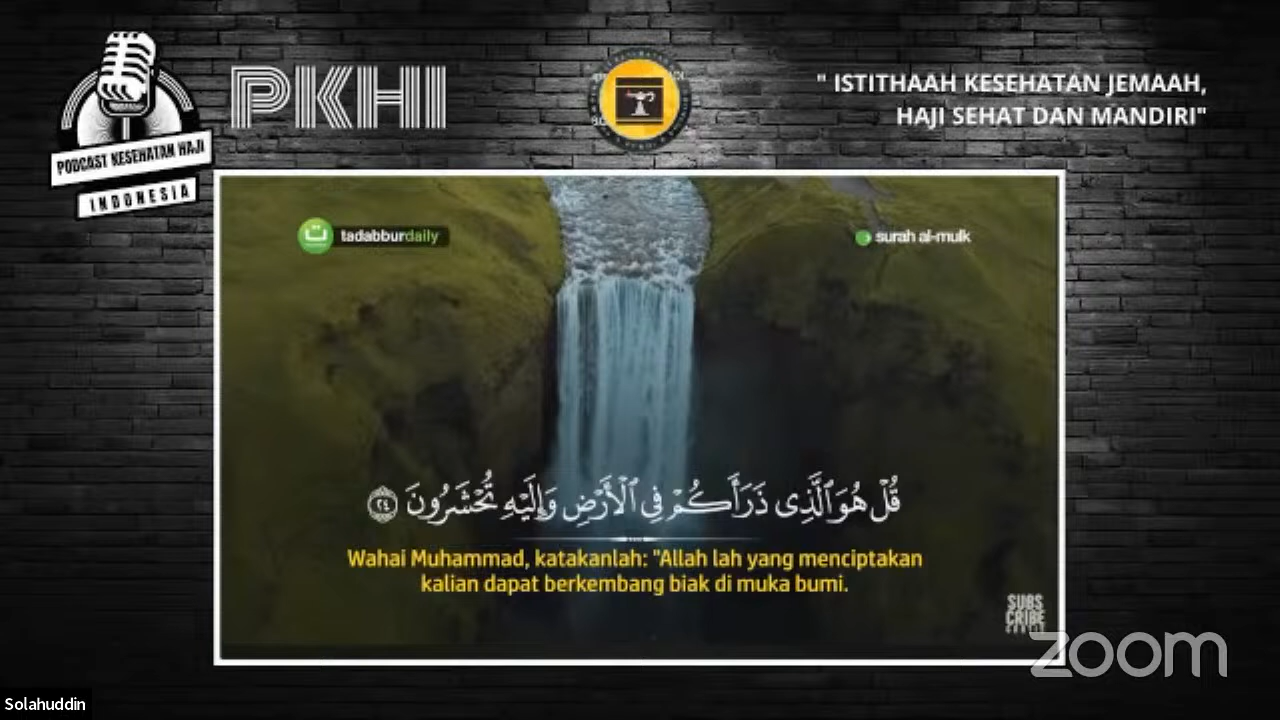 PODCAST KESEHATAN HAJI
INDONESIA
PKHI
" ISTITHAAH KESEHATAN JEMAAH,
HAJI SEHAT DAN MANDIRI"
tadabburdaily
surah al-mulk
قُلْ هُوَ ٱلَّذِى ذَرَأَكُمْ فِى ٱلْأَرْضِ وَإِلَيْهِ تُحْشَرُونَ ٢٤
Wahai Muhammad, katakanlah: "Allah lah yang menciptakan
kalian dapat berkembang biak di muka bumi.
SUBS
CRIBE
zoom
Solahuddin